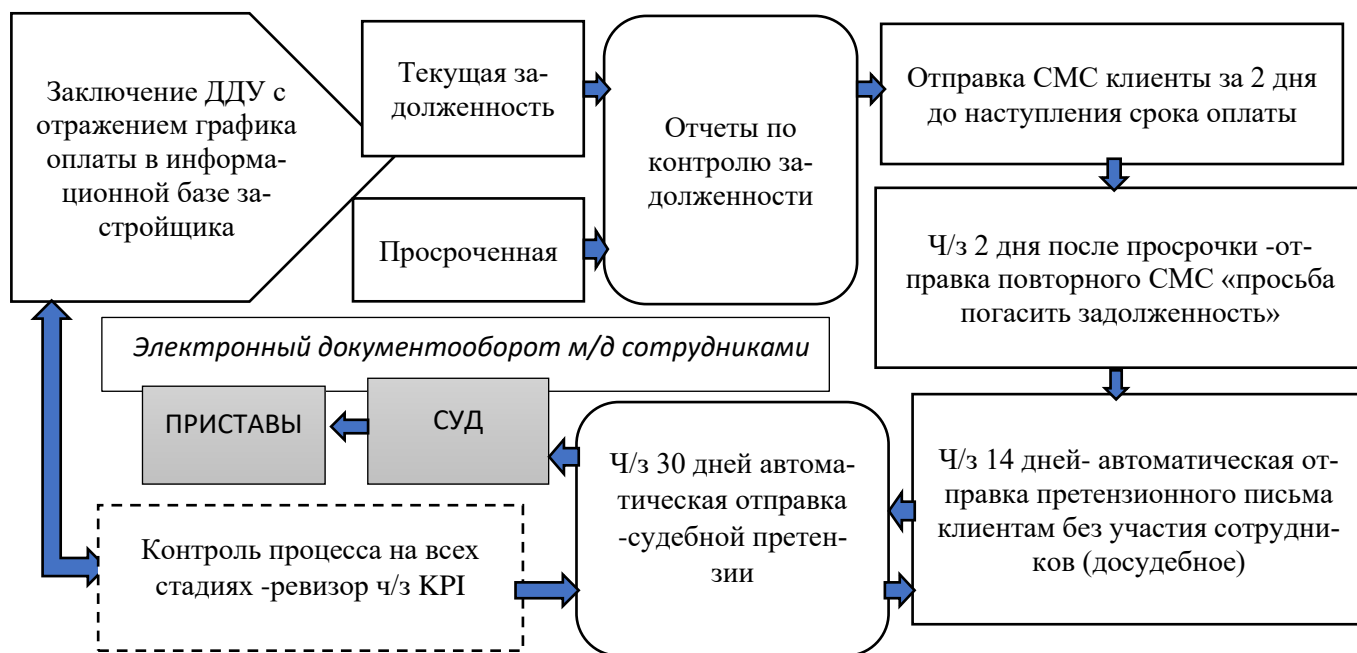 Заключение ДДУ с
отражением графика
оплаты в информа-
ционной базе за-
стройщика
Текущая за-
долженность
Просроченная
Отчеты по
контролю за-
долженности
Отправка СМС клиенты за 2 дня
до наступления срока оплаты
Ч/з 2 дня после просрочки -от-
правка повторного СМС «просьба
погасить задолженность»
Электронный документооборот м/д сотрудниками
ПРИСТАВЫ
СУД
Ч/з 30 дней автома-
тическая отправка
-судебной претен-
зии
Ч/з 14 дней- автоматическая от-
правка претензионного письма
клиентам без участия сотрудни-
ков (досудебное)
Контроль процесса на всех
стадиях -ревизор ч/з KPI